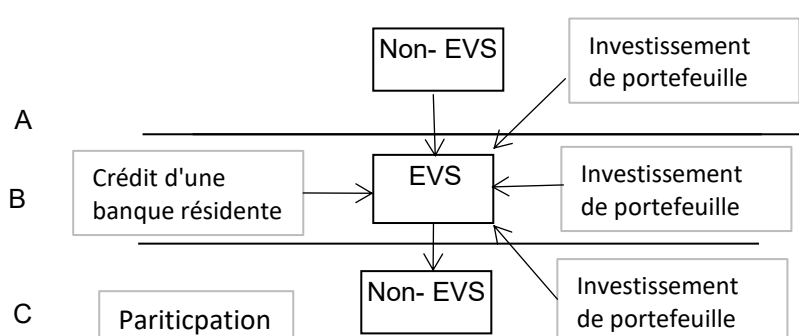 Non- EVS
Investissement
de portefeuille
A
B
Crédit d'une
banque résidente
EVS
Investissement
de portefeuille
C
Pariticpation
Non- EVS
Investissement
de portefeuille